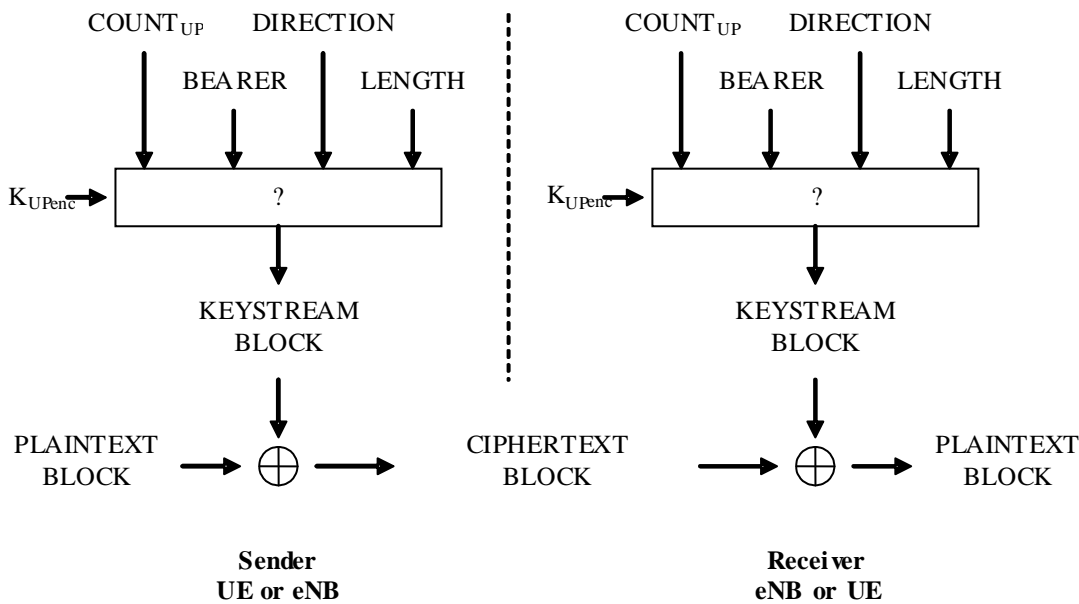 COUNT_UP DIRECTION
BEARER LENGTH
K_UPenc
?
KEYSTREAM
BLOCK
PLAINTEXT
BLOCK
Sender
UE or eNB
COUNT_UP DIRECTION
BEARER LENGTH
K_UPenc
?
KEYSTREAM
BLOCK
CIPHERTEXT
BLOCK
PLAINTEXT
BLOCK
Receiver
eNB or UE